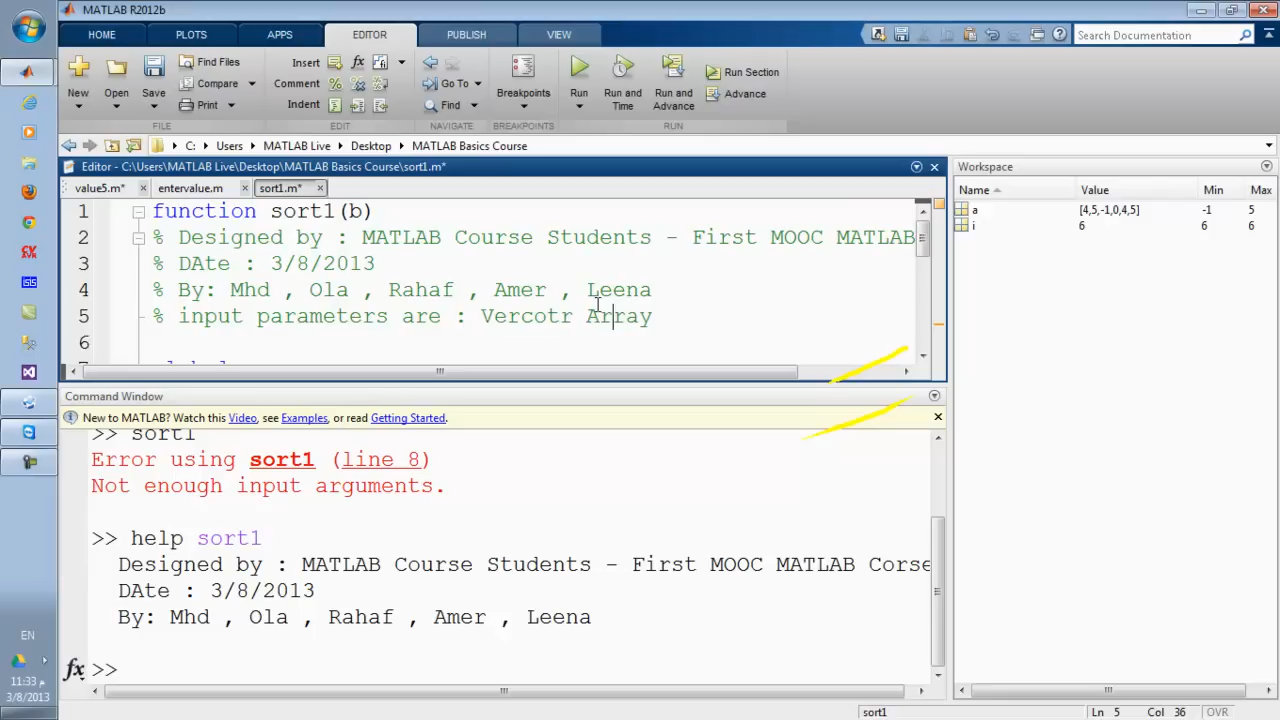 MATLAB R2012b
HOME PLOTS APPS EDITOR PUBLISH VIEW
Search Documentation
New Open Save
Find Files
Compare
Print
Insert
Comment
Indent
fx
Go To
Find
Breakpoints
Run
Run and Time
Run and Advance
Run Section
Advance
FILE EDIT NAVIGATE BREAKPOINTS RUN
C: Users MATLAB Live Desktop MATLAB Basics Course
Editor - C:\Users\MATLAB Live\Desktop\MATLAB Basics Course\sort1.m*
value5.m* entervalue.m sort1.m*
1 function sort1(b)
2 % Designed by : MATLAB Course Students - First MOOC MATLAB
3 % DAte : 3/8/2013
4 % By: Mhd , Ola , Rahaf , Amer , Leena
5 % input parameters are : Vercotr Array
6
Workspace
Name Value Min Max
a [4,5,-1,0,4,5] -1 5
i 6 6 6
Command Window
New to MATLAB? Watch this Video, see Examples, or read Getting Started.
>> sort1
Error using sort1 (line 8)
Not enough input arguments.
>> help sort1
Designed by : MATLAB Course Students - First MOOC MATLAB Corse
DAte : 3/8/2013
By: Mhd , Ola , Rahaf , Amer , Leena
fx >>
EN
11:33 م
3/8/2013
sort1
Ln 5 Col 36 OVR